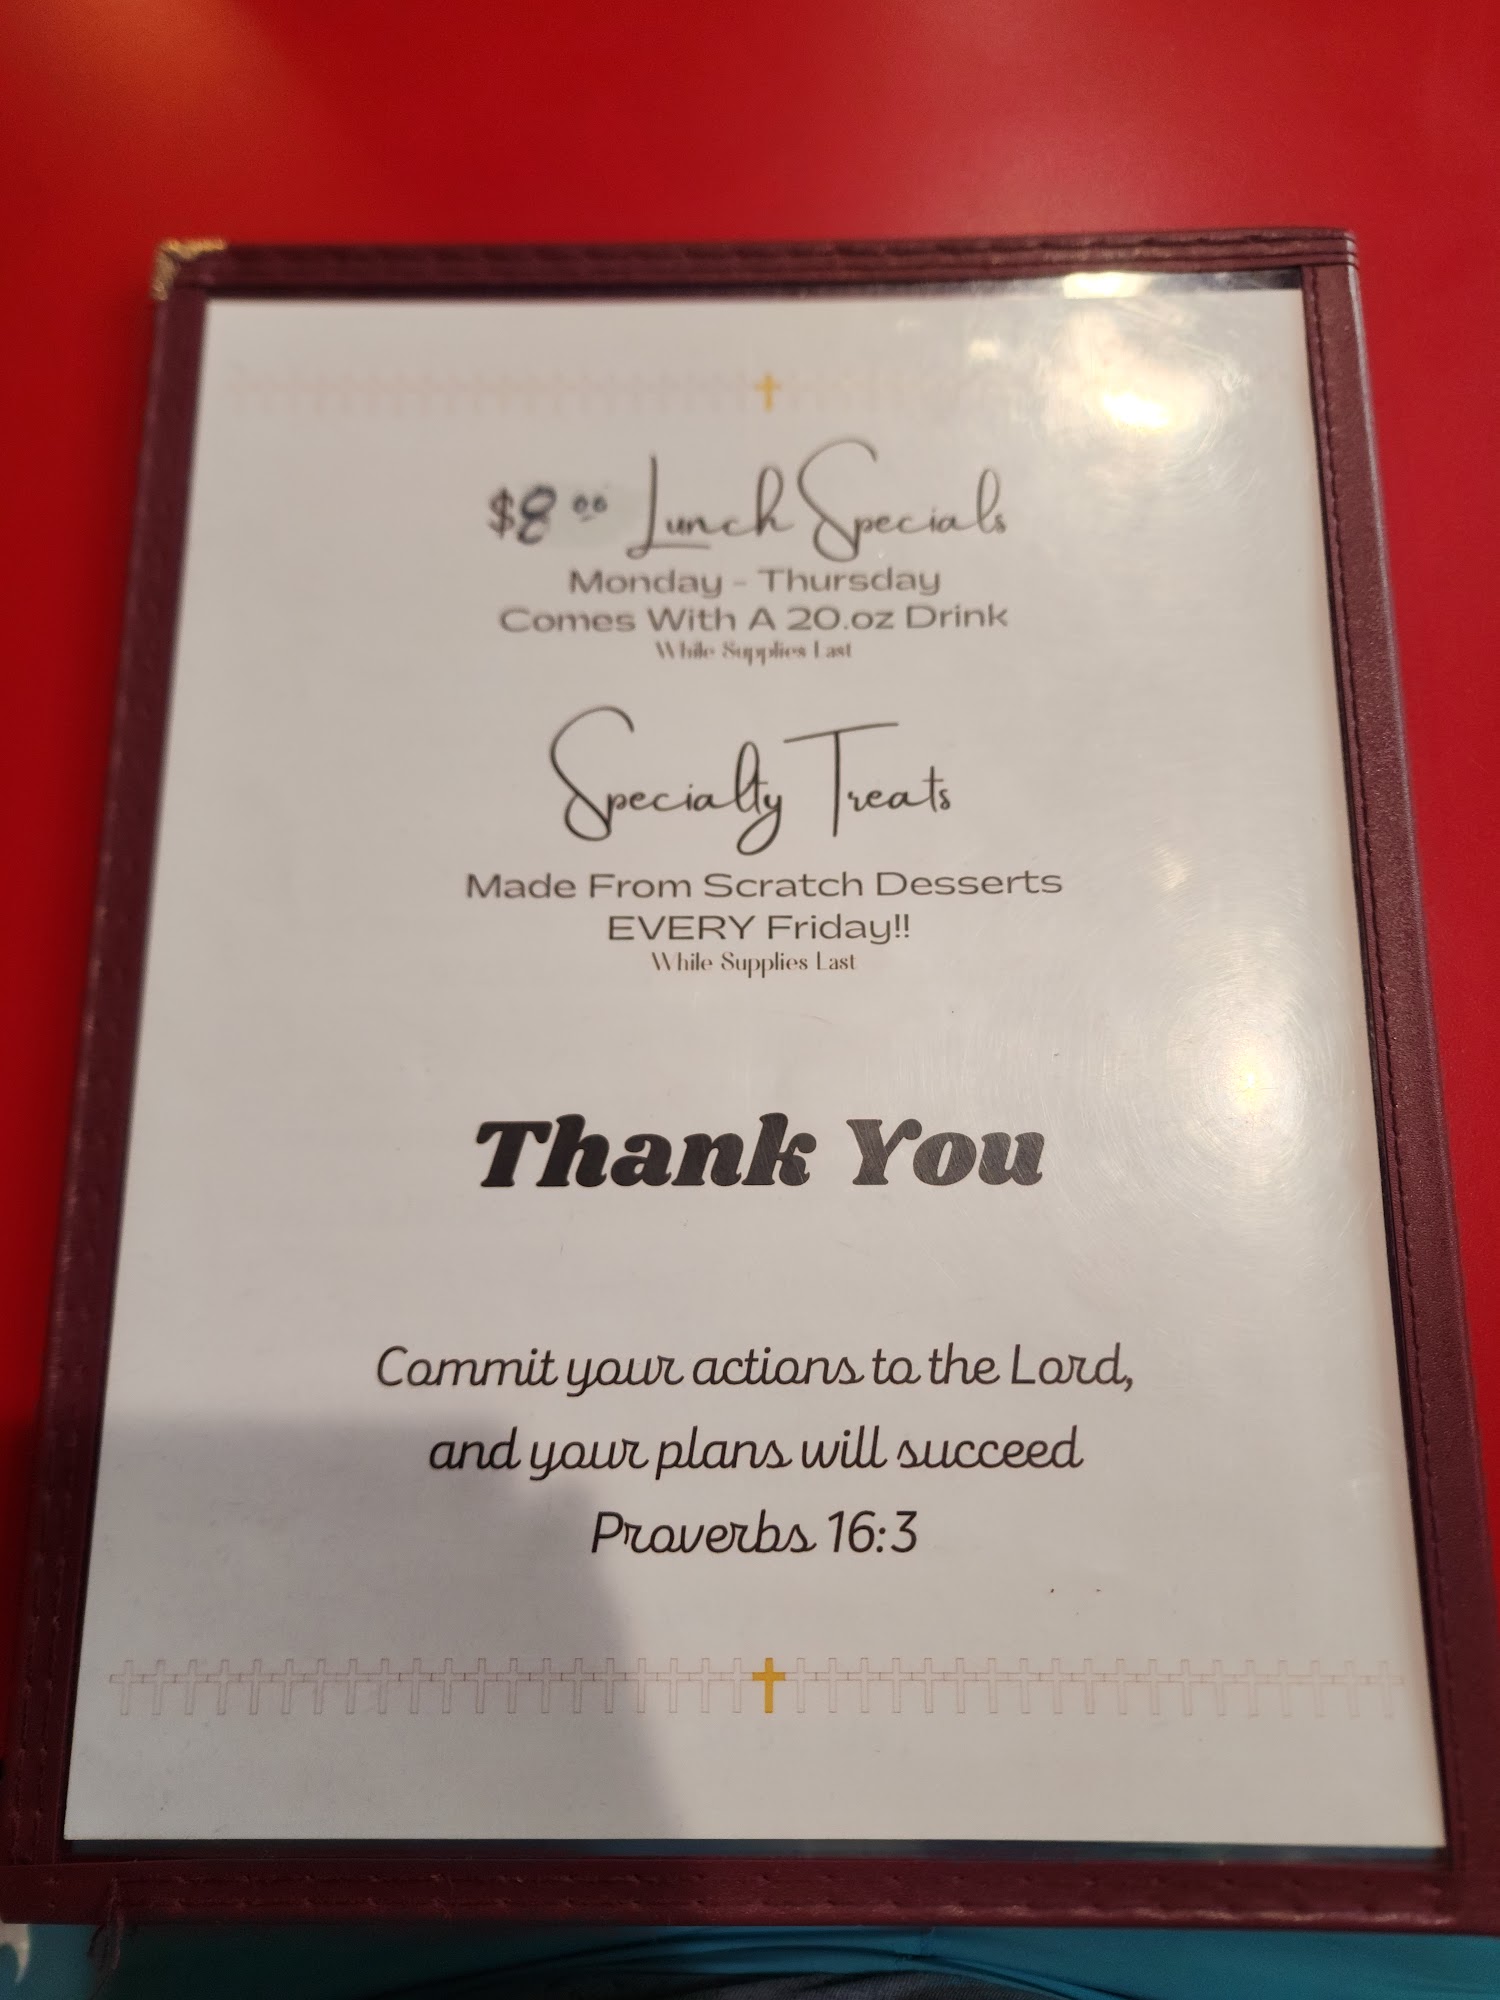 $8.00 Lunch Specials
Monday - Thursday
Comes With A 20.oz Drink
While Supplies Last
Specialty Treats
Made From Scratch Desserts
EVERY Friday!!
While Supplies Last
Thank You
Commit your actions to the Lord,
and your plans will succeed
Proverbs 16:3